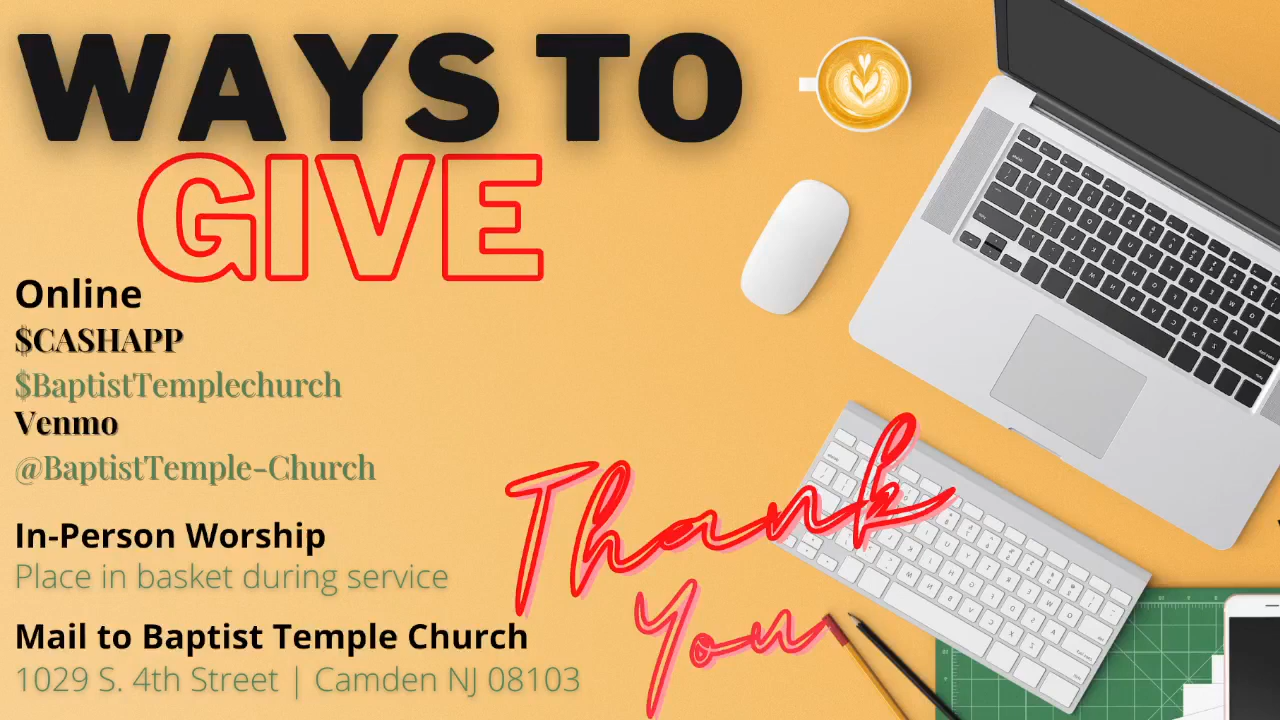 WAYS TO
GIVE
Online
$CASHAPP
$BaptistTemplechurch
Venmo
@BaptistTemple-Church
In-Person Worship
Place in basket during service
Mail to Baptist Temple Church
1029 S. 4th Street | Camden NJ 08103
Thank
You